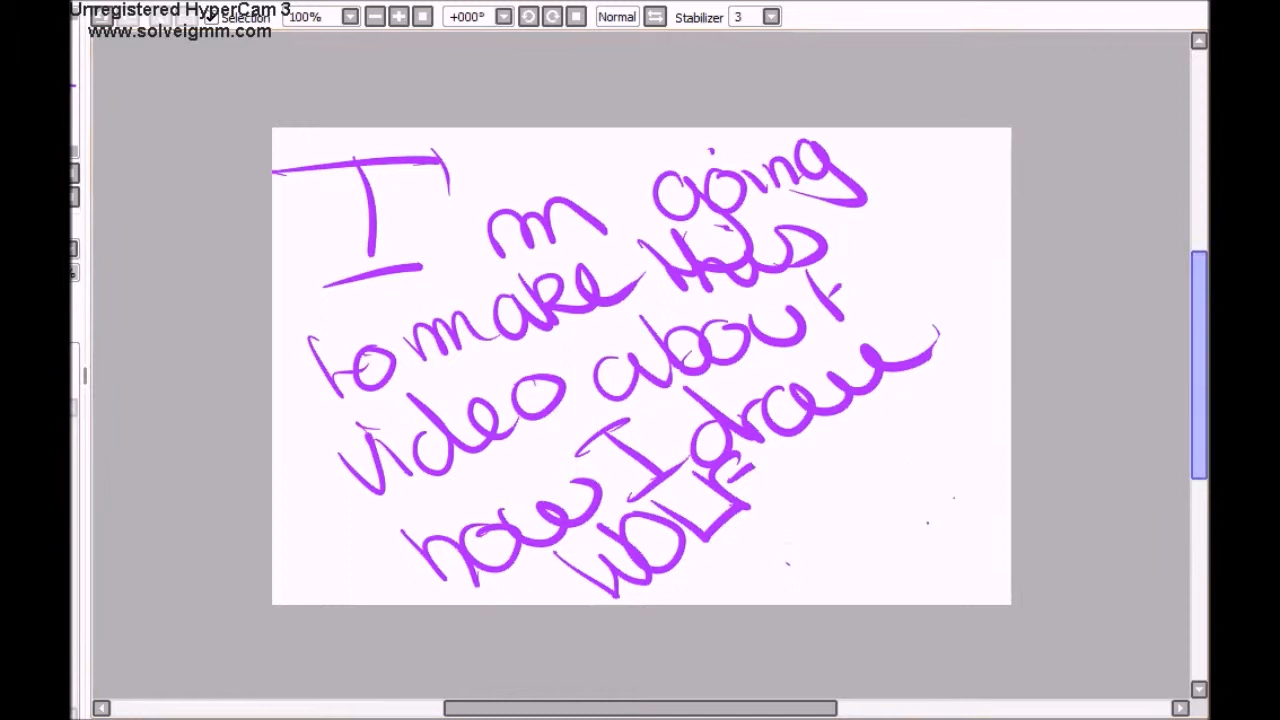 Unregistered HyperCam 3
www.solveigmm.com
Selection 100% +000° Normal Stabilizer 3
I m going
to make this
video about
how I draw
WOLF